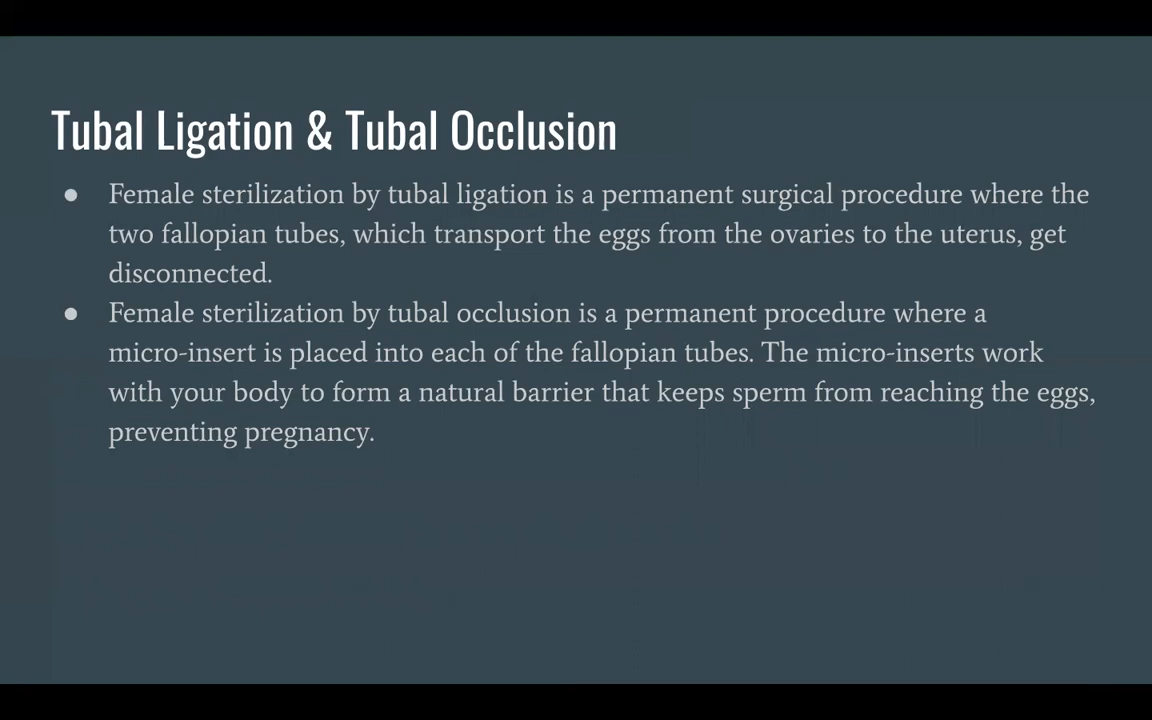 Tubal Ligation & Tubal Occlusion
● Female sterilization by tubal ligation is a permanent surgical procedure where the
two fallopian tubes, which transport the eggs from the ovaries to the uterus, get
disconnected.
● Female sterilization by tubal occlusion is a permanent procedure where a
micro-insert is placed into each of the fallopian tubes. The micro-inserts work
with your body to form a natural barrier that keeps sperm from reaching the eggs,
preventing pregnancy.